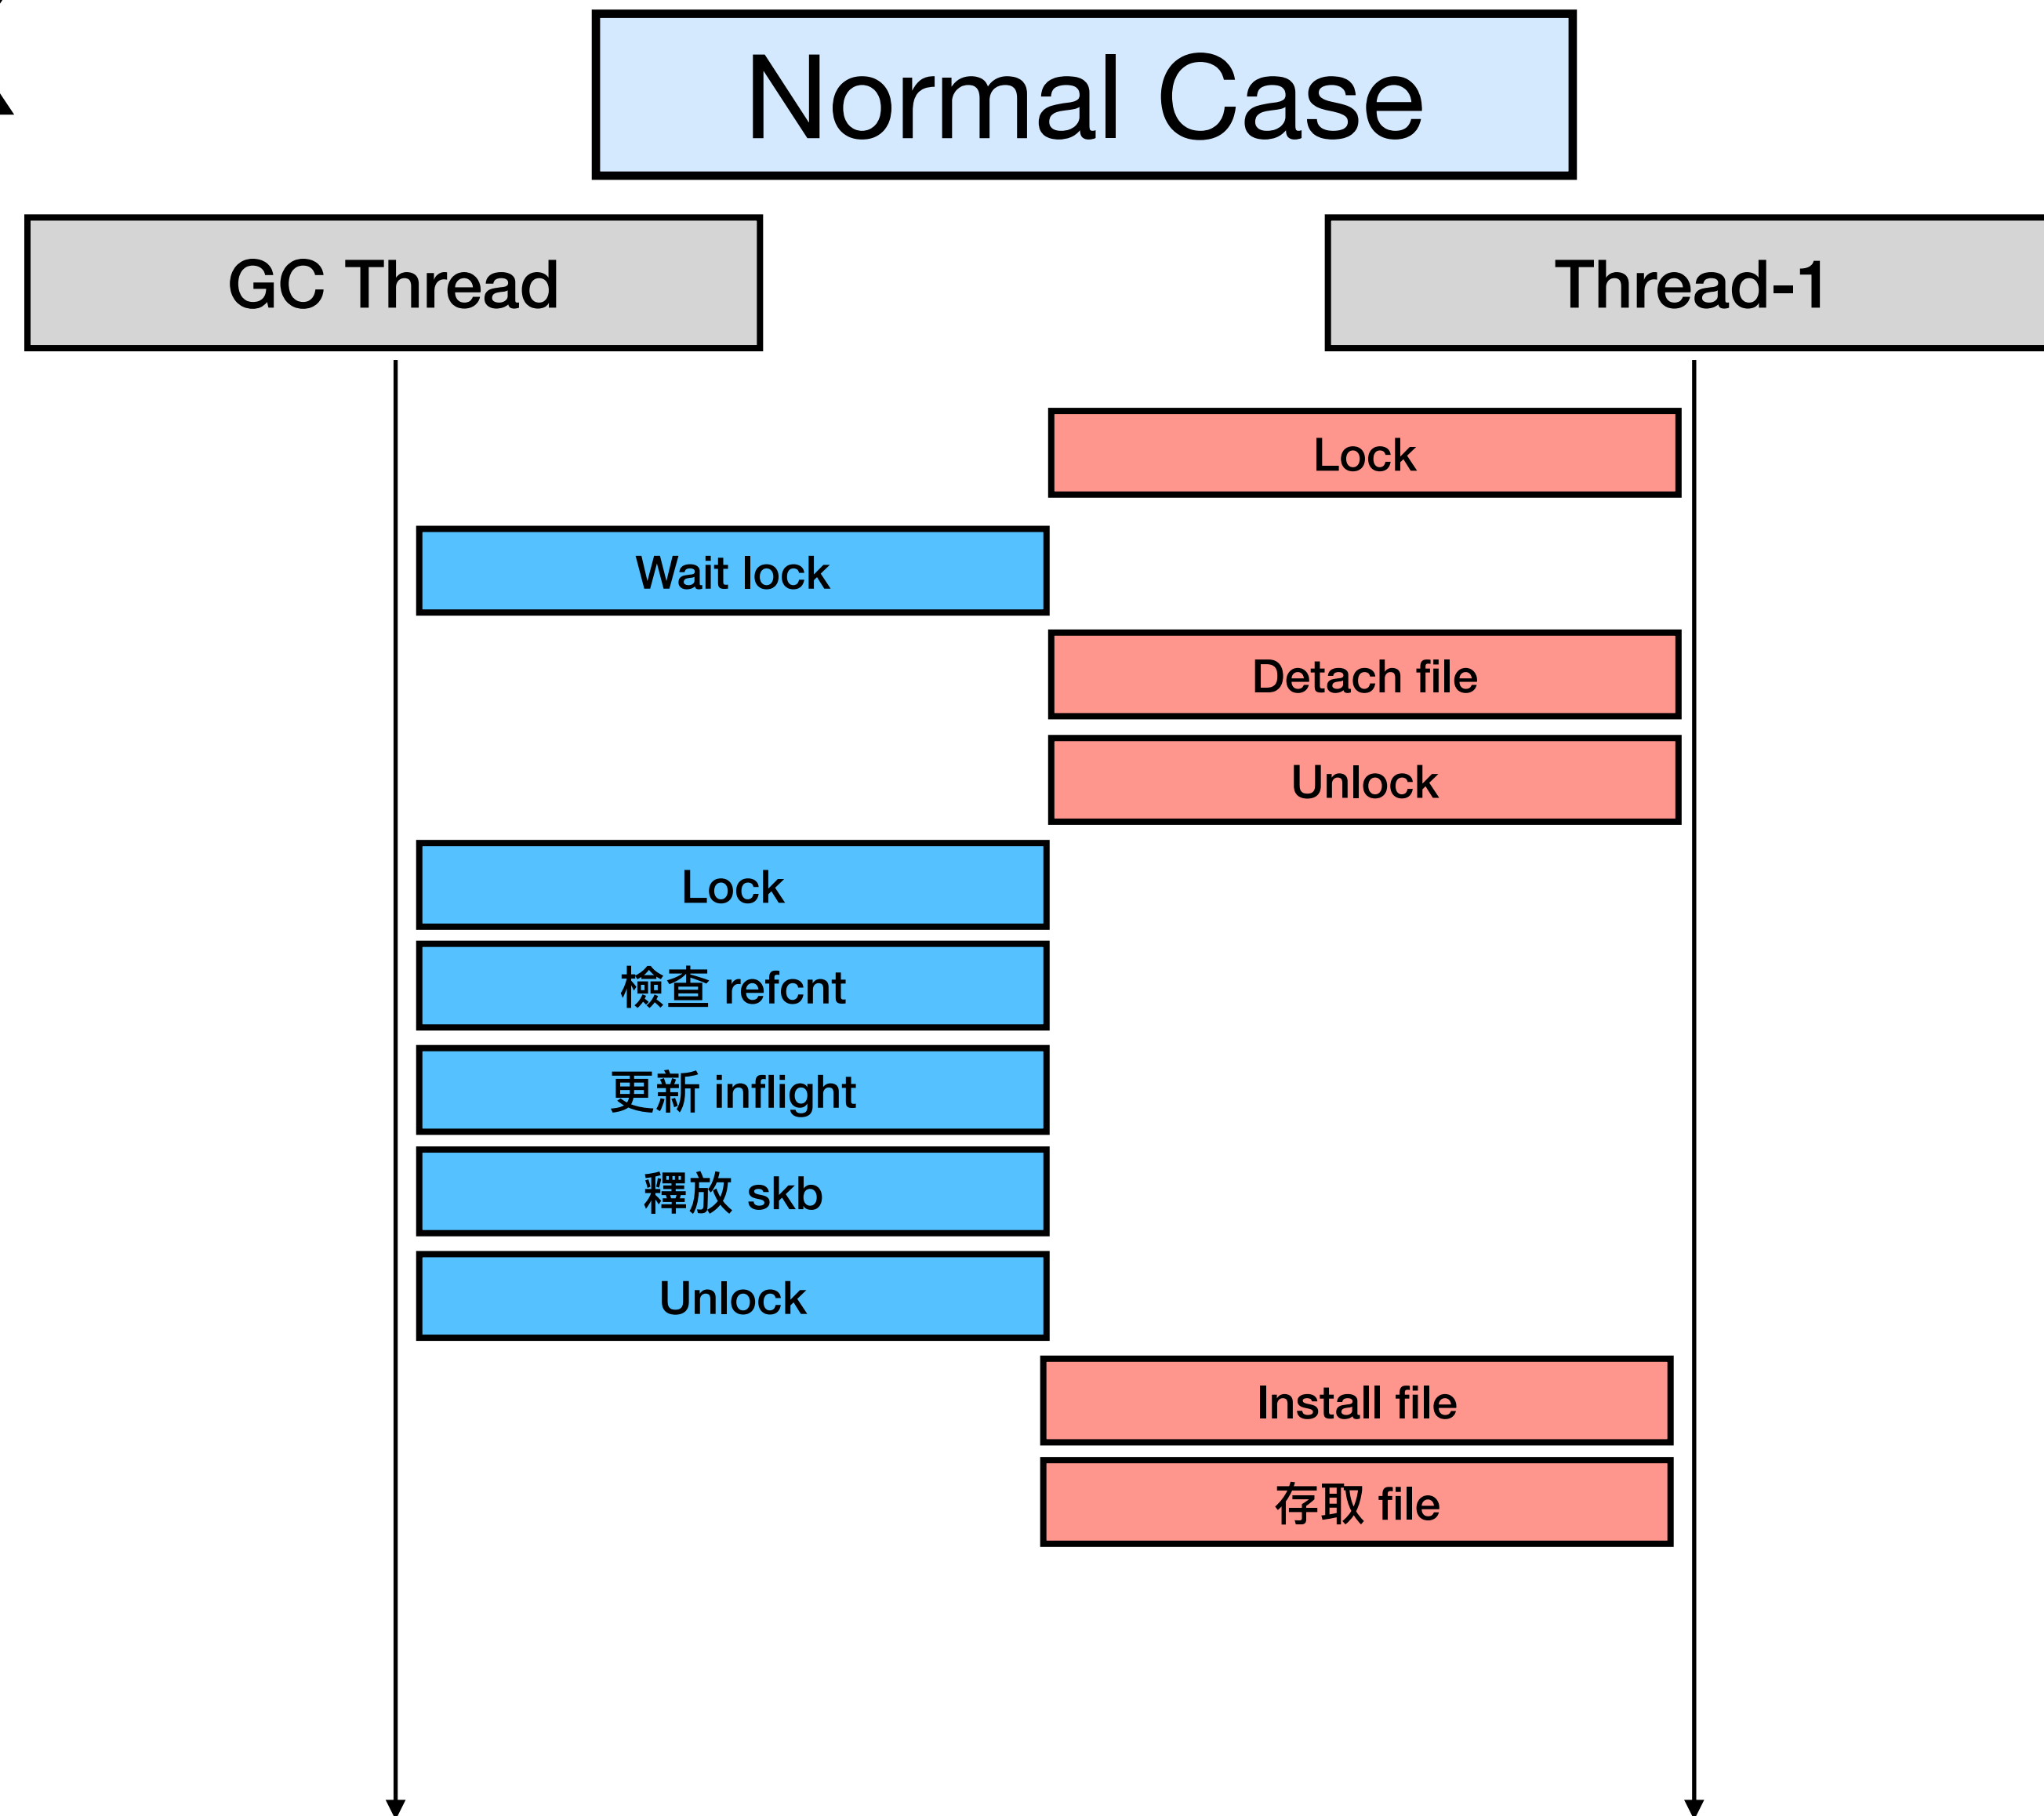 Normal Case
GC Thread
Thread-1
Lock
Wait lock
Detach file
Unlock
Lock
檢查 refcnt
更新 inflight
釋放 skb
Unlock
Install file
存取 file